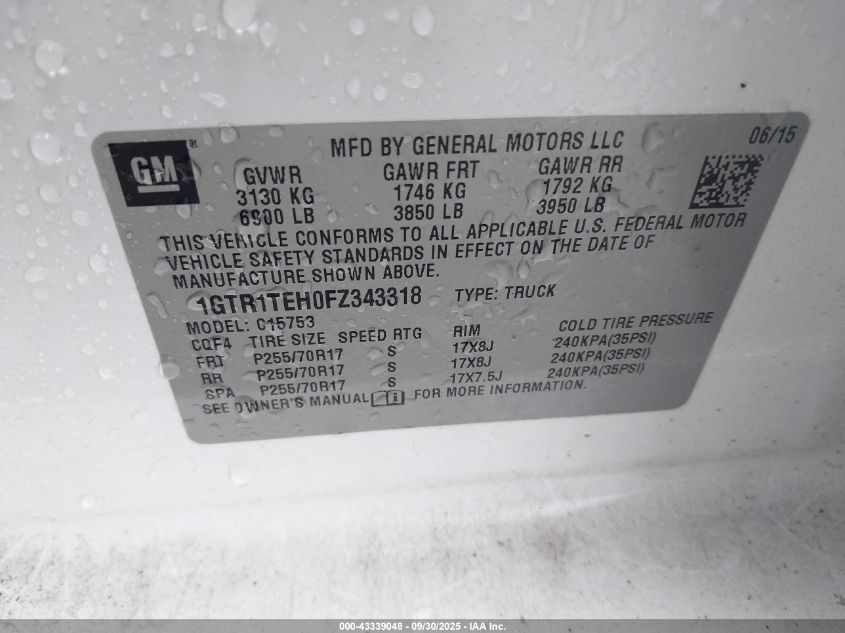 GM
MFD BY GENERAL MOTORS LLC 06/15
GVWR GAWR FRT GAWR RR
3130 KG 1746 KG 1792 KG
6900 LB 3850 LB 3950 LB
THIS VEHICLE CONFORMS TO ALL APPLICABLE U.S. FEDERAL MOTOR
VEHICLE SAFETY STANDARDS IN EFFECT ON THE DATE OF
MANUFACTURE SHOWN ABOVE.
1GTR1TEH0FZ343318 TYPE: TRUCK
MODEL: C15753
CQF4 TIRE SIZE SPEED RTG RIM COLD TIRE PRESSURE
FRT P255/70R17 S 17X8J 240KPA(35PSI)
RR P255/70R17 S 17X8J 240KPA(35PSI)
SPA P255/70R17 S 17X7.5J 240KPA(35PSI)
SEE OWNER'S MANUAL i FOR MORE INFORMATION.
000-43339048 - 09/30/2025 - IAA Inc.